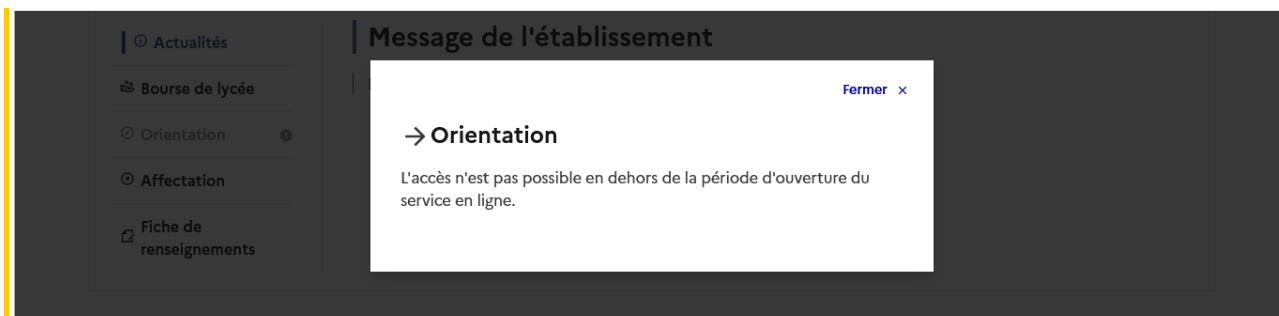 Actualités
Message de l'établissement
Bourse de lycée
Fermer ×
Orientation
→ Orientation
L'accès n'est pas possible en dehors de la période d'ouverture du
service en ligne.
Affectation
Fiche de
renseignements